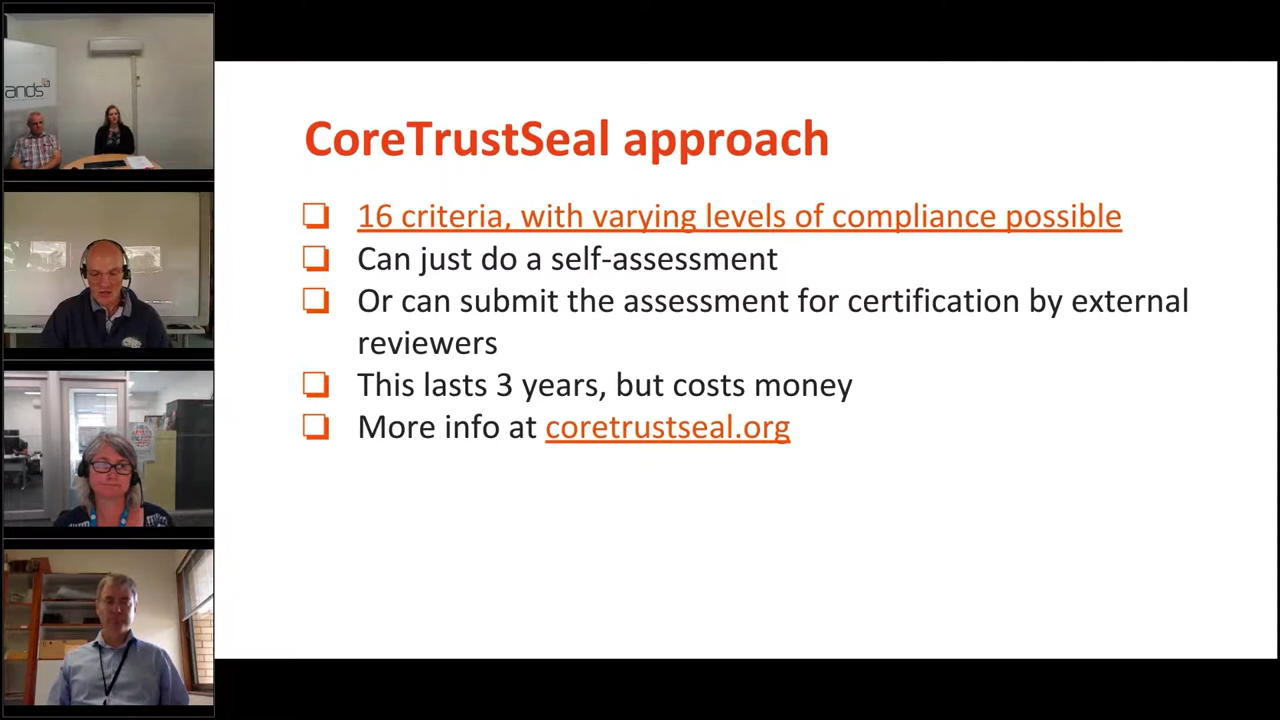 ands
CoreTrustSeal approach
16 criteria, with varying levels of compliance possible
Can just do a self-assessment
Or can submit the assessment for certification by external
reviewers
This lasts 3 years, but costs money
More info at coretrustseal.org